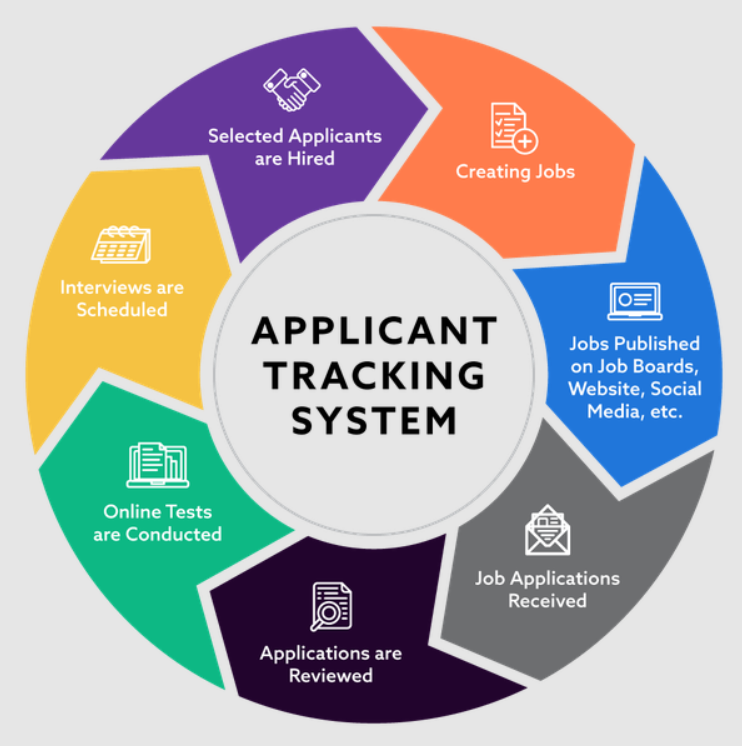 APPLICANT
TRACKING
SYSTEM
Creating Jobs
Jobs Published
on Job Boards,
Website, Social
Media, etc.
Job Applications
Received
Applications are
Reviewed
Online Tests
are Conducted
Interviews are
Scheduled
Selected Applicants
are Hired